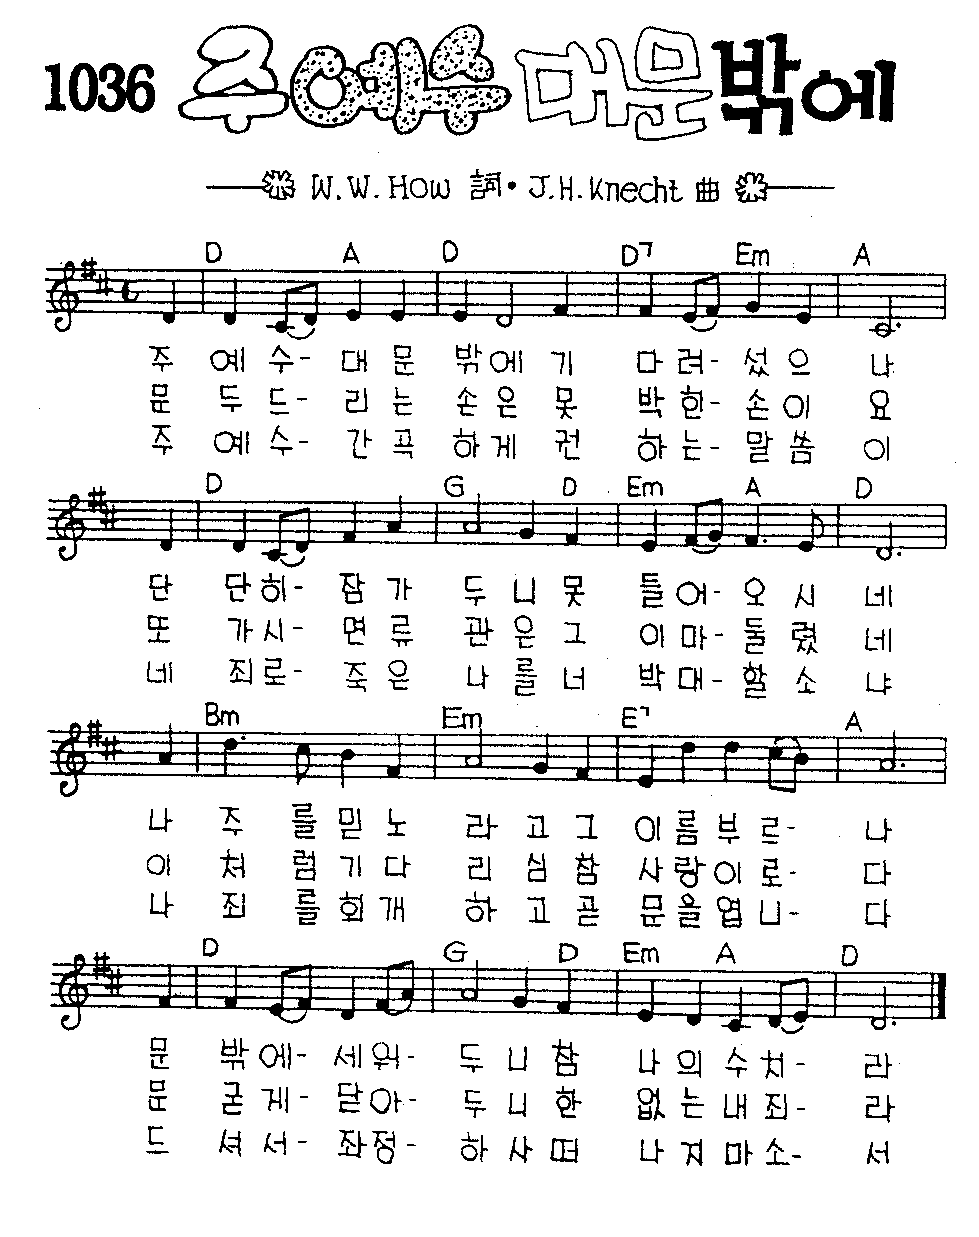 1036 주 예수 대문 밖에
W.W.How 詞 • J.H.Knecht 曲
D A D D7 Em A
주 예 수- 대 문 밖 에 기 다 려- 섰 으 나
문 두 드- 리 는 손 은 못 박 힌- 손 이 요
주 예 수- 간 곡 하 게 권 하 는- 말 씀 이
D G D Em A D
단 단 히- 잠 가 두 니 못 들 어- 오 시 네
또 가 시- 면 류 관 은 그 이 마- 둘 렸 네
네 죄 로- 죽 은 나 를 너 박 대- 할 소 냐
Bm Em E7 A
나 주 를 믿 노 라 고 그 이 름 부 르- 나
이 처 럼 기 다 리 심 참 사 랑 이 로- 다
나 죄 를 회 개 하 고 곧 문 을 엽 니- 다
D G D Em A D
문 밖 에- 세 워- 두 니 참 나 의 수 치- 라
문 굳 게- 닫 아- 두 니 한 없 는 내 죄- 라
드 셔 서- 좌 정- 하 사 떠 나 지 마 소- 서